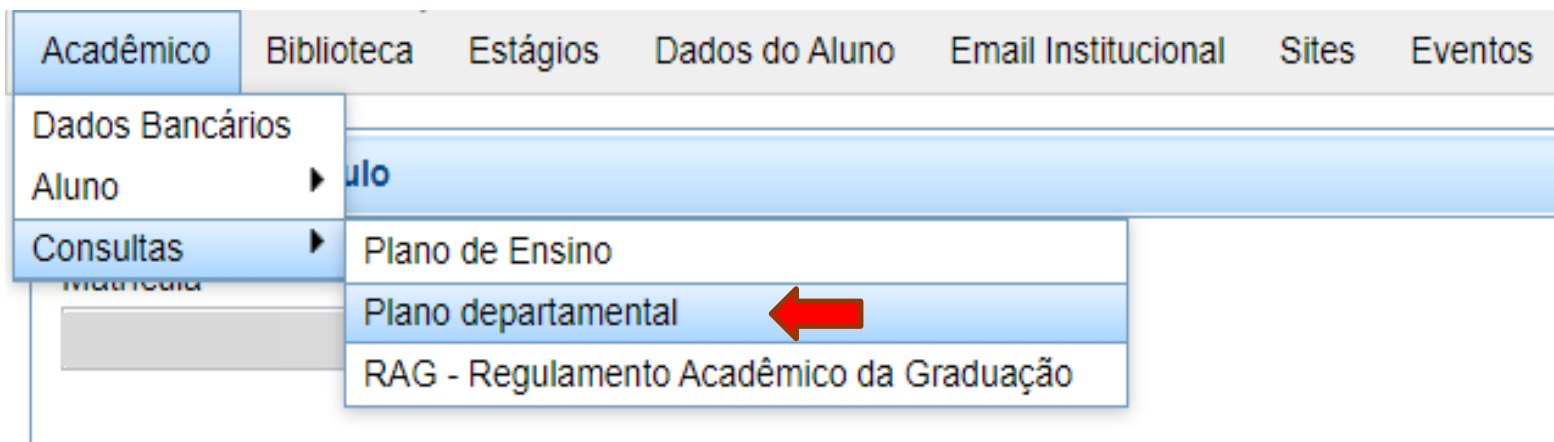 Acadêmico Biblioteca Estágios Dados do Aluno Email Institucional Sites Eventos
Dados Bancários
Aluno
ulo
Consultas
Plano de Ensino
Matrícula
Plano departamental
RAG - Regulamento Acadêmico da Graduação